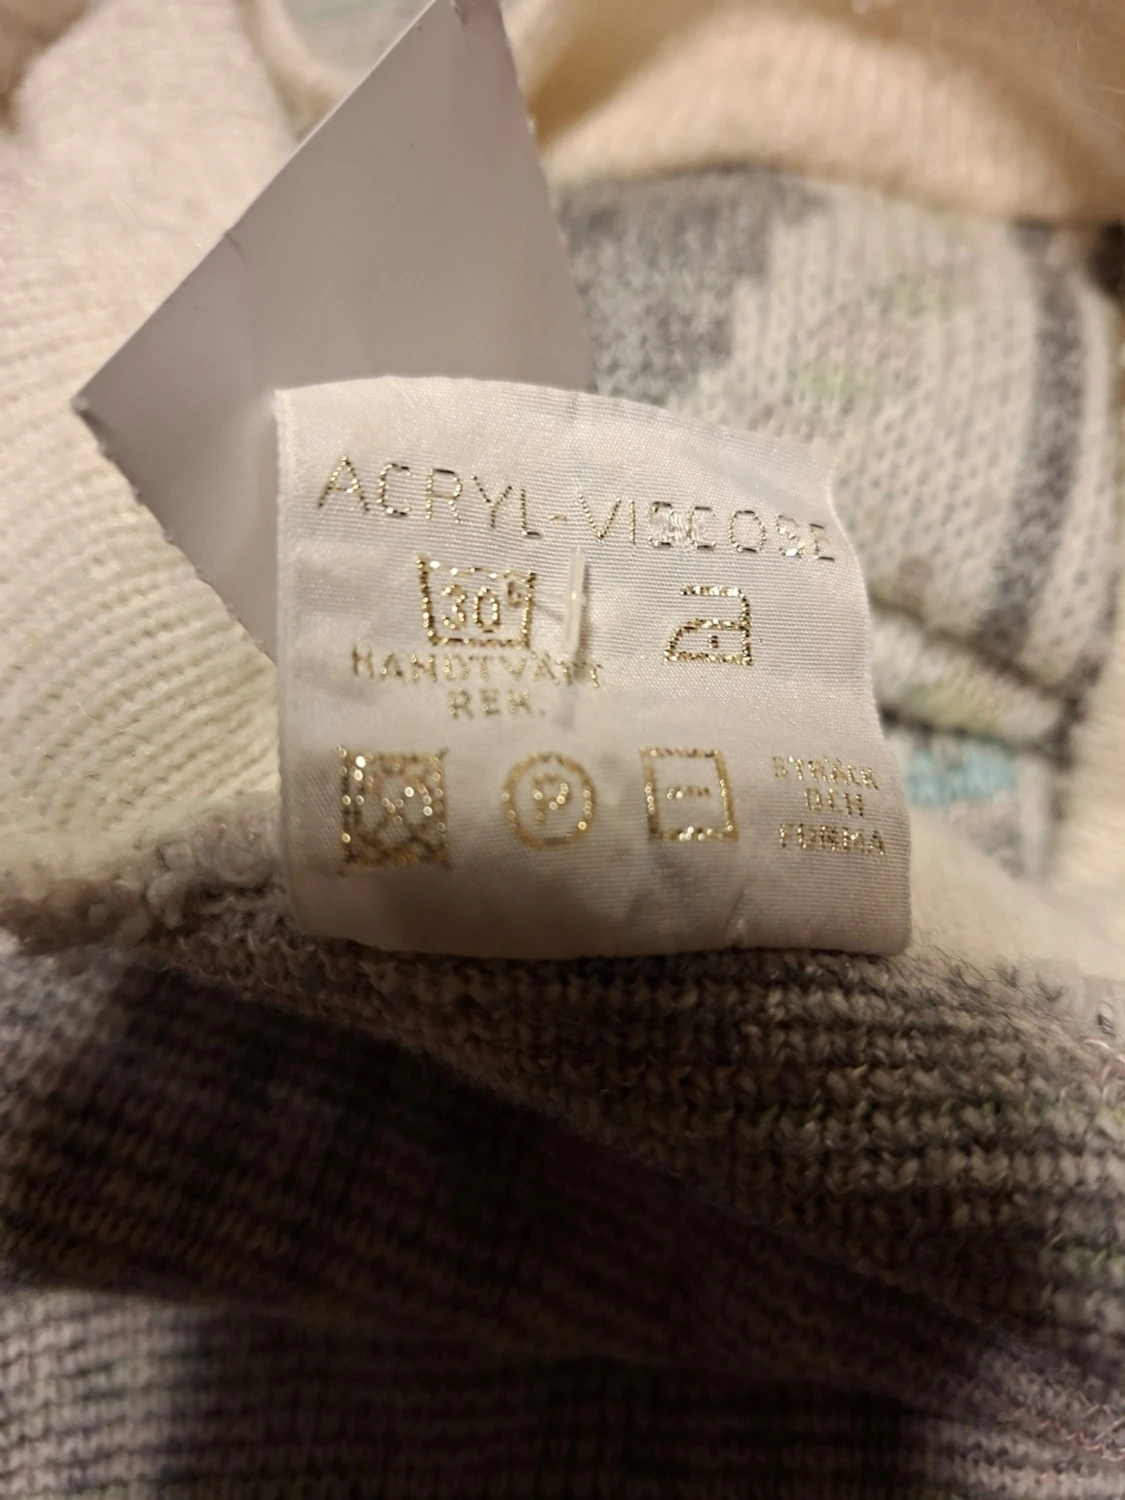 ACRYL-VISCOSE
30°
HANDTVÄTT
REK.
P
STRÄCK
OCH
FORMA